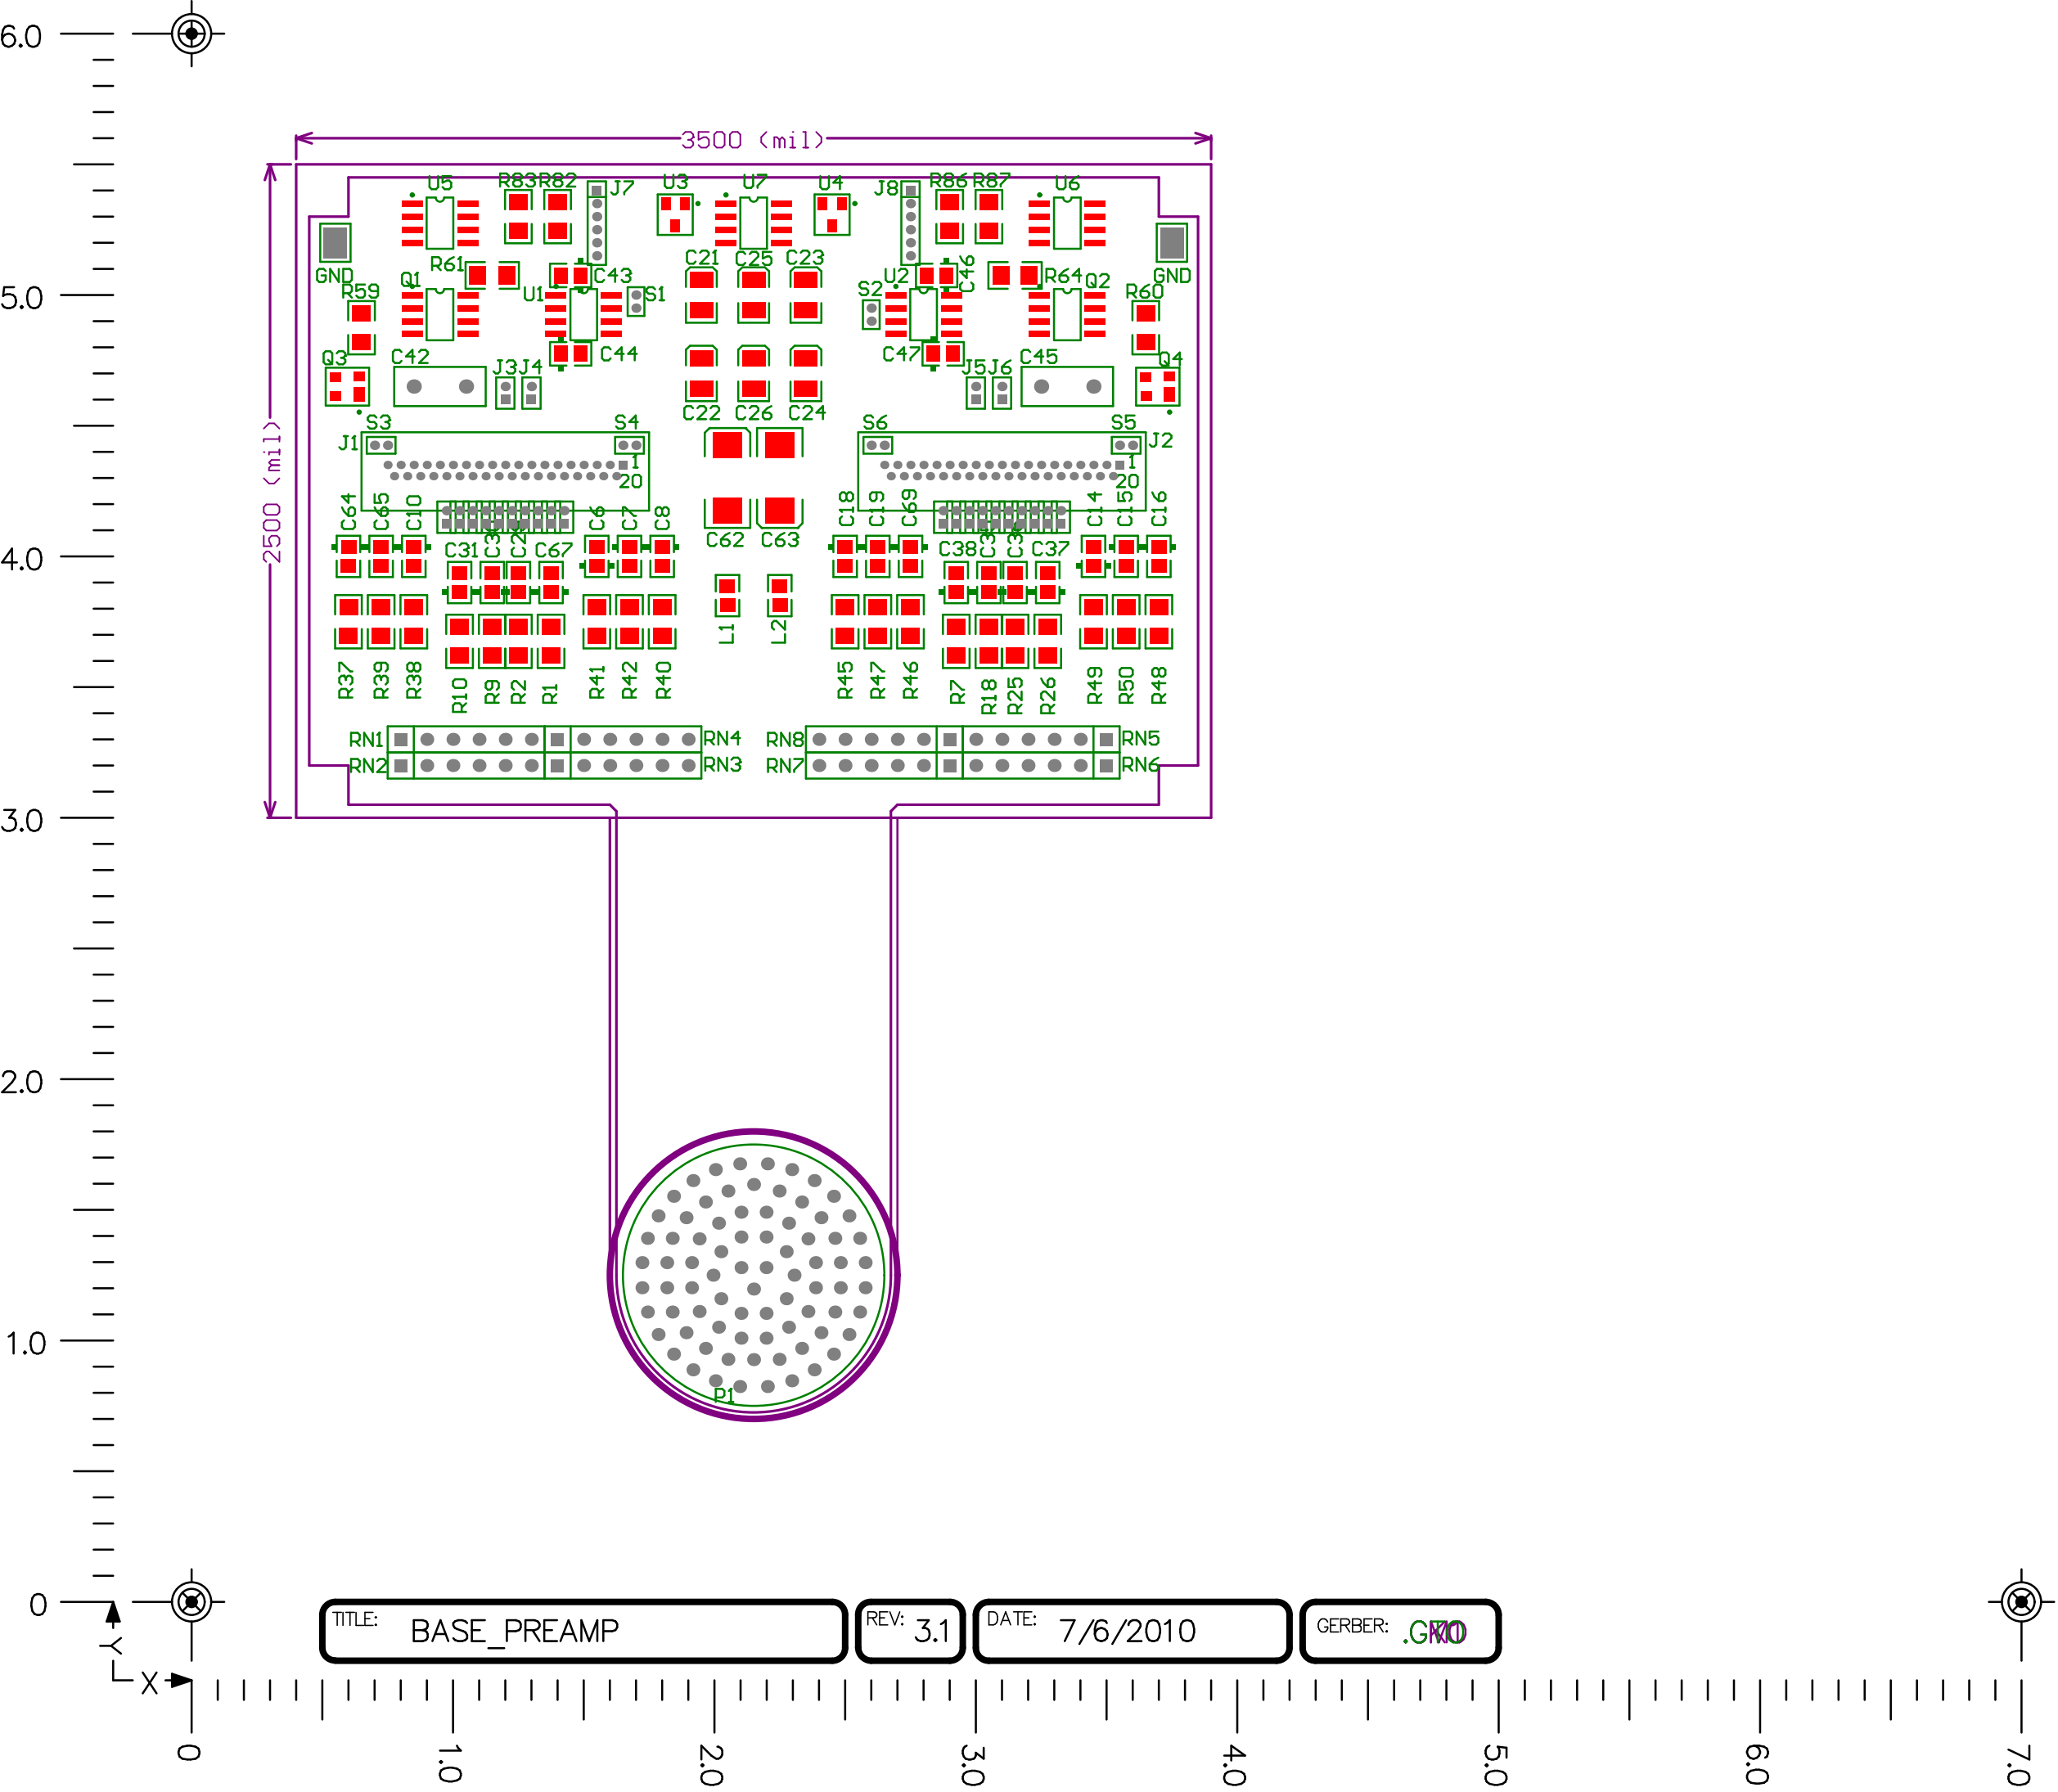 6.0
3500 (mil)
U5 R83 R82 J7 U3 U7 U4 J8 R86 R87 U6
GND Q1 R61 C43 C21 C25 C23 U2 C46 R64 Q2 GND
5.0 R59 U1 S1 S2 R60
Q3 C42 C44 C47 C45 Q4
J3 J4 J5 J6
C22 C26 C24
S3 S4 S6 S5
J1 J2
1 1
20 20
2500 (mil)
C64 C65 C10 C6 C7 C8 C18 C19 C69 C14 C15 C16
C62 C63
4.0 C31 C67 C38 C37
L1 L2
R37 R39 R38 R10 R9 R2 R1 R41 R42 R40 R45 R47 R46 R7 R18 R25 R26 R49 R50 R48
RN1 RN4 RN8 RN5
RN2 RN3 RN7 RN6
3.0
2.0
1.0
P1
0
TITLE: BASE_PREAMP REV: 3.1 DATE: 7/6/2010 GERBER:
Y
X
0 1.0 2.0 3.0 4.0 5.0 6.0 7.0